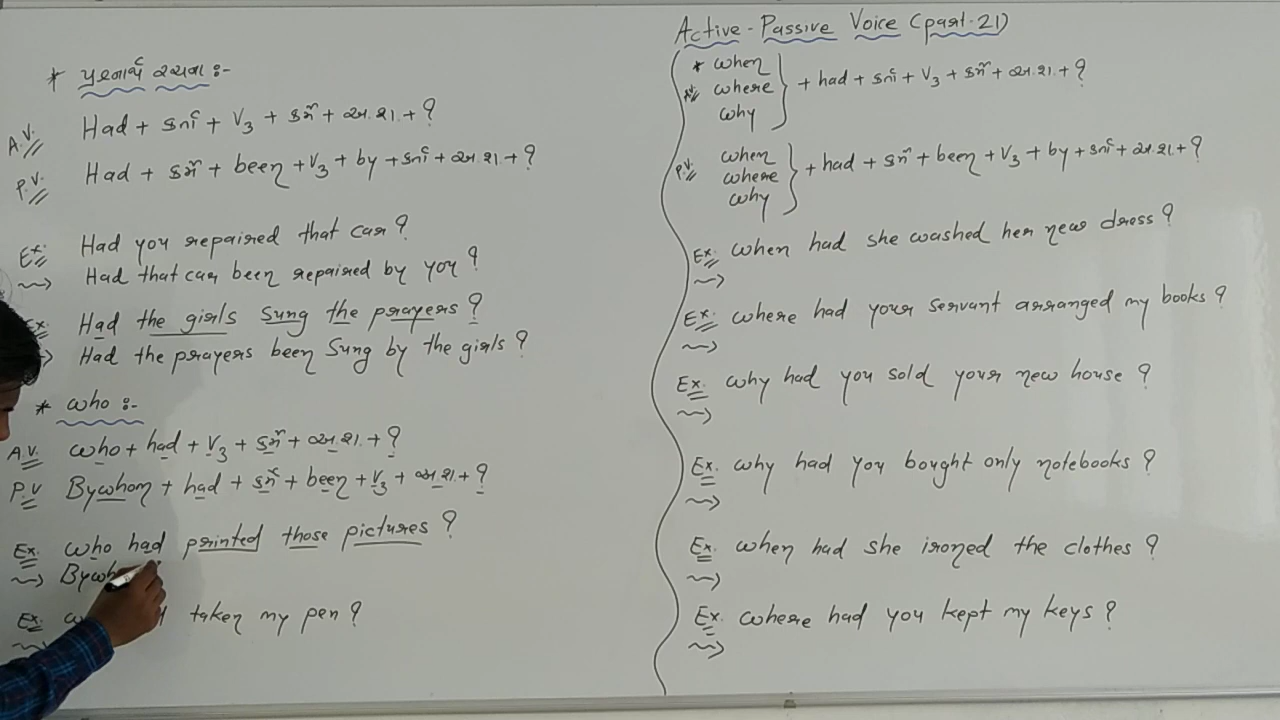 * પ્રશ્નાર્થ રચના :-
A.V. Had + કર્તા + V3 + કર્મ + અ.શ. + ?
P.V. Had + કર્મ + been + V3 + by + કર્તા + અ.શ. + ?
Ex. Had you repaired that car ?
Had that car been repaired by you ?
Ex. Had the girls sung the prayers ?
Had the prayers been sung by the girls ?
* who :-
A.V. who + had + V3 + કર્મ + અ.શ. + ?
P.V Bywhom + had + કર્મ + been + V3 + અ.શ. + ?
Ex. who had printed those pictures ?
Ex. taken my pen ?
Active - Passive Voice (part-21)
* when
where + had + કર્તા + V3 + કર્મ + અ.શ. + ?
why
P.V. when
where + had + કર્મ + been + V3 + by + કર્તા + અ.શ. + ?
why
Ex. when had she washed her new dress ?
Ex. where had your servant arranged my books ?
Ex. why had you sold your new house ?
Ex. why had you bought only notebooks ?
Ex. when had she ironed the clothes ?
Ex. where had you kept my keys ?